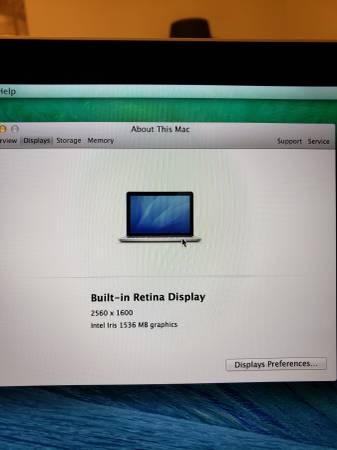 Help
About This Mac
rview Displays Storage Memory Support Service
Built-in Retina Display
2560 x 1600
Intel Iris 1536 MB graphics
Displays Preferences...